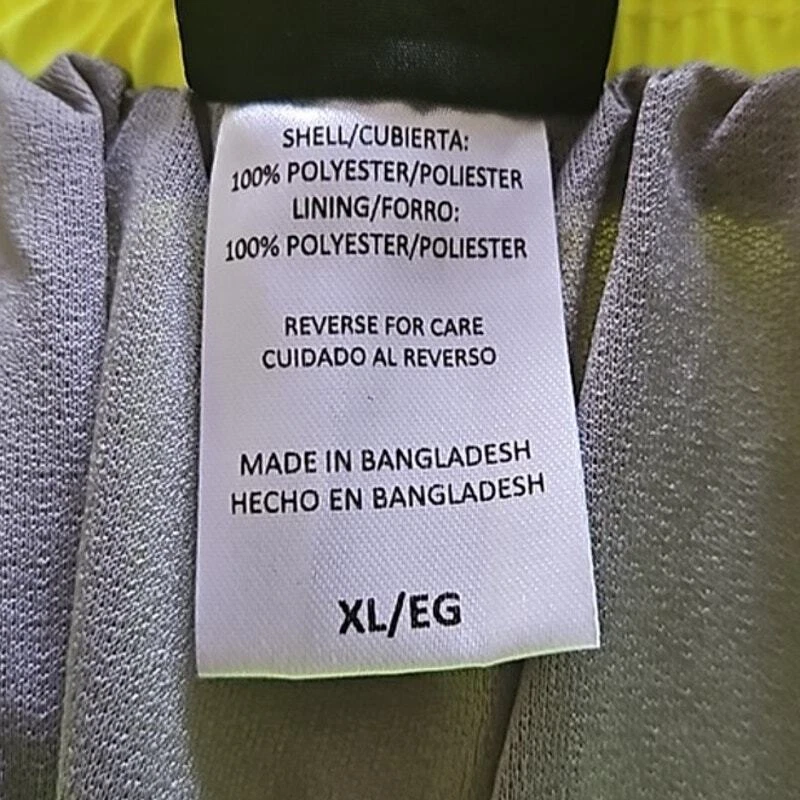 SHELL/CUBIERTA:
100% POLYESTER/POLIESTER
LINING/FORRO:
100% POLYESTER/POLIESTER
REVERSE FOR CARE
CUIDADO AL REVERSO
MADE IN BANGLADESH
HECHO EN BANGLADESH
XL/EG